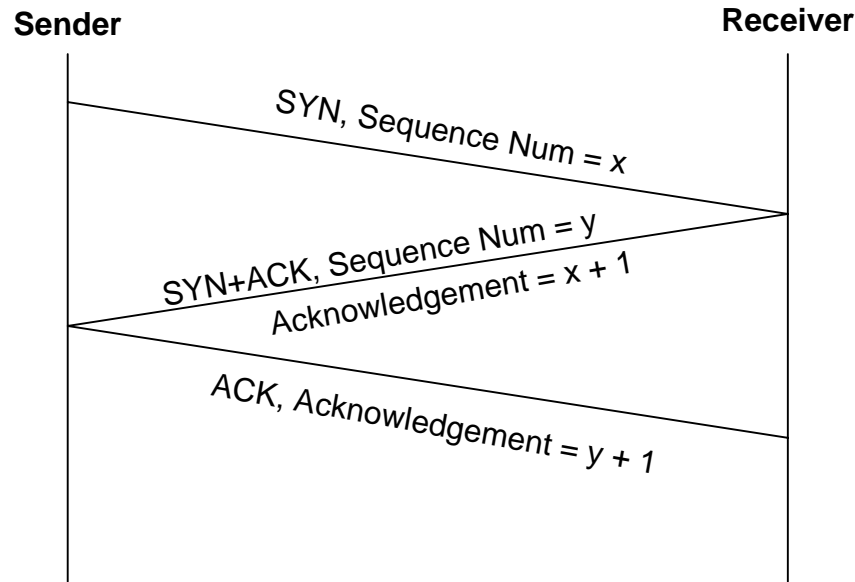 Sender
Receiver
SYN, Sequence Num = x
SYN+ACK, Sequence Num = y
Acknowledgement = x + 1
ACK, Acknowledgement = y + 1